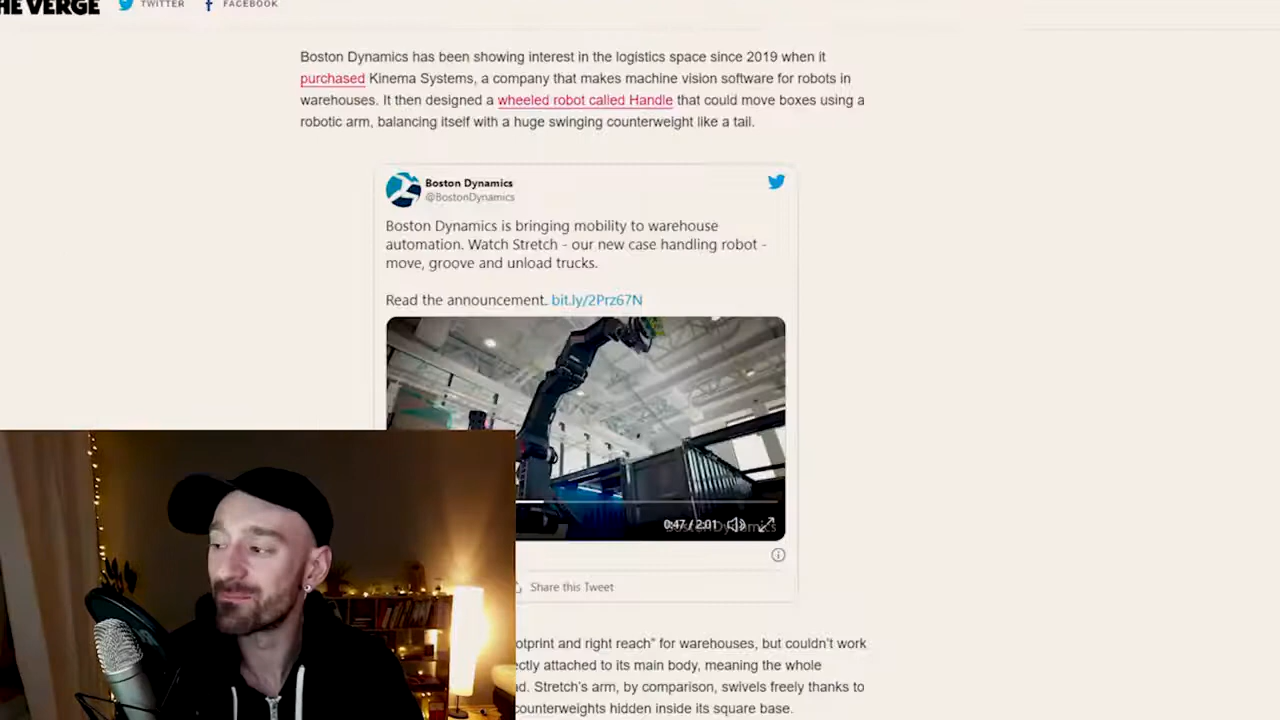 THE VERGE TWITTER FACEBOOK
Boston Dynamics has been showing interest in the logistics space since 2019 when it
purchased Kinema Systems, a company that makes machine vision software for robots in
warehouses. It then designed a wheeled robot called Handle that could move boxes using a
robotic arm, balancing itself with a huge swinging counterweight like a tail.
Boston Dynamics
@BostonDynamics
Boston Dynamics is bringing mobility to warehouse
automation. Watch Stretch - our new case handling robot -
move, groove and unload trucks.
Read the announcement. bit.ly/2Prz67N
0:47 / 2:01
BostonDynamics
Share this Tweet
otprint and right reach” for warehouses, but couldn’t work
ctly attached to its main body, meaning the whole
nd. Stretch’s arm, by comparison, swivels freely thanks to
counterweights hidden inside its square base.